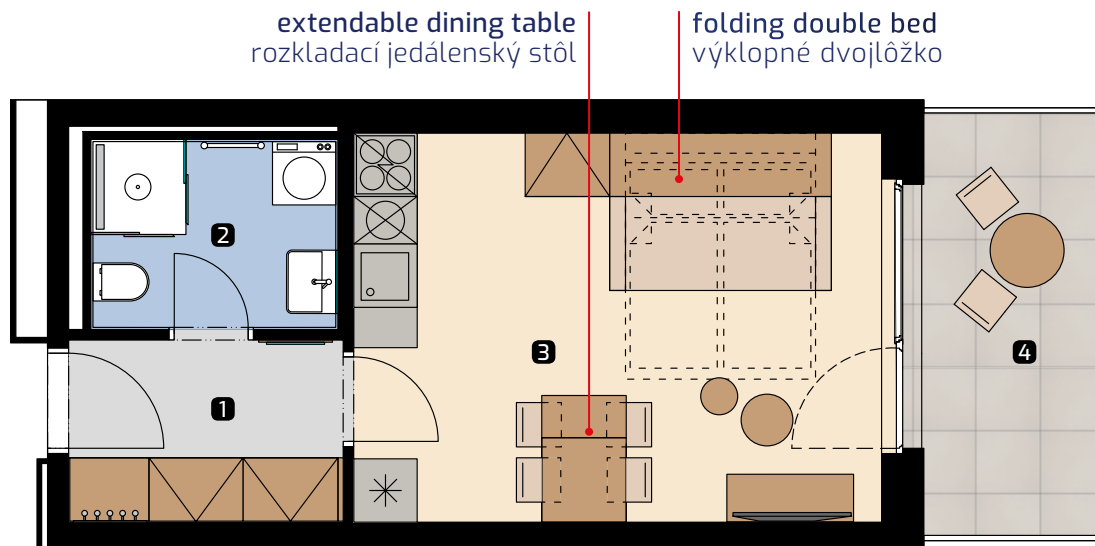 extendable dining table
rozkladací jedálenský stôl
folding double bed
výklopné dvojlôžko
2
3
4
1